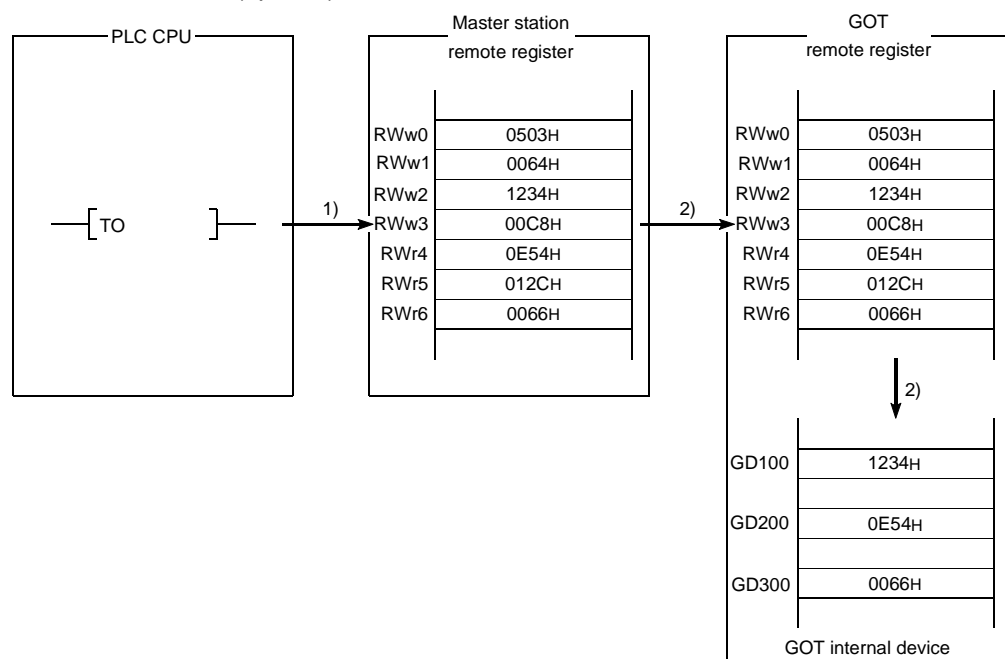 PLC CPU
TO
1)
Master station
remote register
RWw0 0503H
RWw1 0064H
RWw2 1234H
RWw3 00C8H
RWr4 0E54H
RWr5 012CH
RWr6 0066H
2)
GOT
remote register
RWw0 0503H
RWw1 0064H
RWw2 1234H
RWw3 00C8H
RWr4 0E54H
RWr5 012CH
RWr6 0066H
2)
GD100 1234H
GD200 0E54H
GD300 0066H
GOT internal device